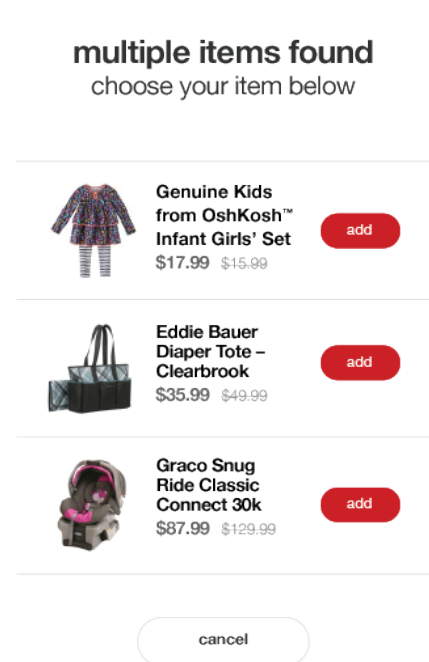 multiple items found
choose your item below
Genuine Kids
from OshKosh™
Infant Girls’ Set
$17.99 $15.99
add
Eddie Bauer
Diaper Tote –
Clearbrook
$35.99 $49.99
add
Graco Snug
Ride Classic
Connect 30k
$87.99 $129.99
add
cancel